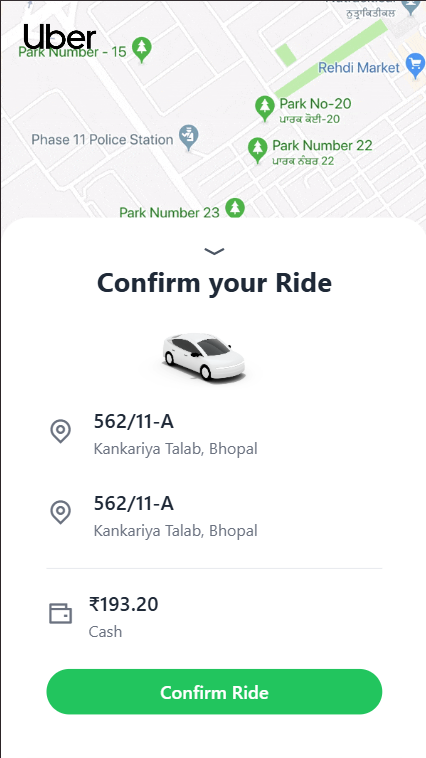 ਨੁਤ੍ਰਾਕਿਤੀਕਲ
Uber
Park Number - 15
Rehdi Market
Park No-20
ਪਾਰਕ ਕੋਈ-20
Phase 11 Police Station
Park Number 22
ਪਾਰਕ ਨੰਬਰ 22
Park Number 23
Confirm your Ride
562/11-A
Kankariya Talab, Bhopal
562/11-A
Kankariya Talab, Bhopal
₹193.20
Cash
Confirm Ride